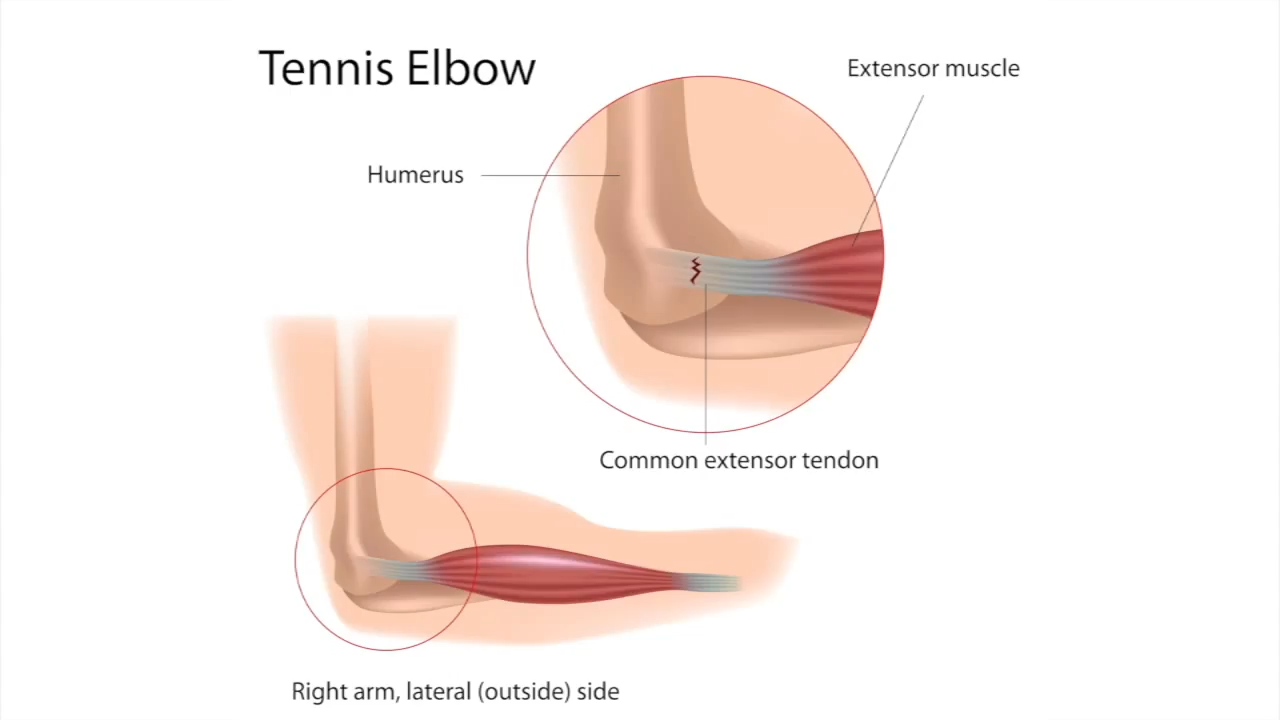 Tennis Elbow
Extensor muscle
Humerus
Common extensor tendon
Right arm, lateral (outside) side